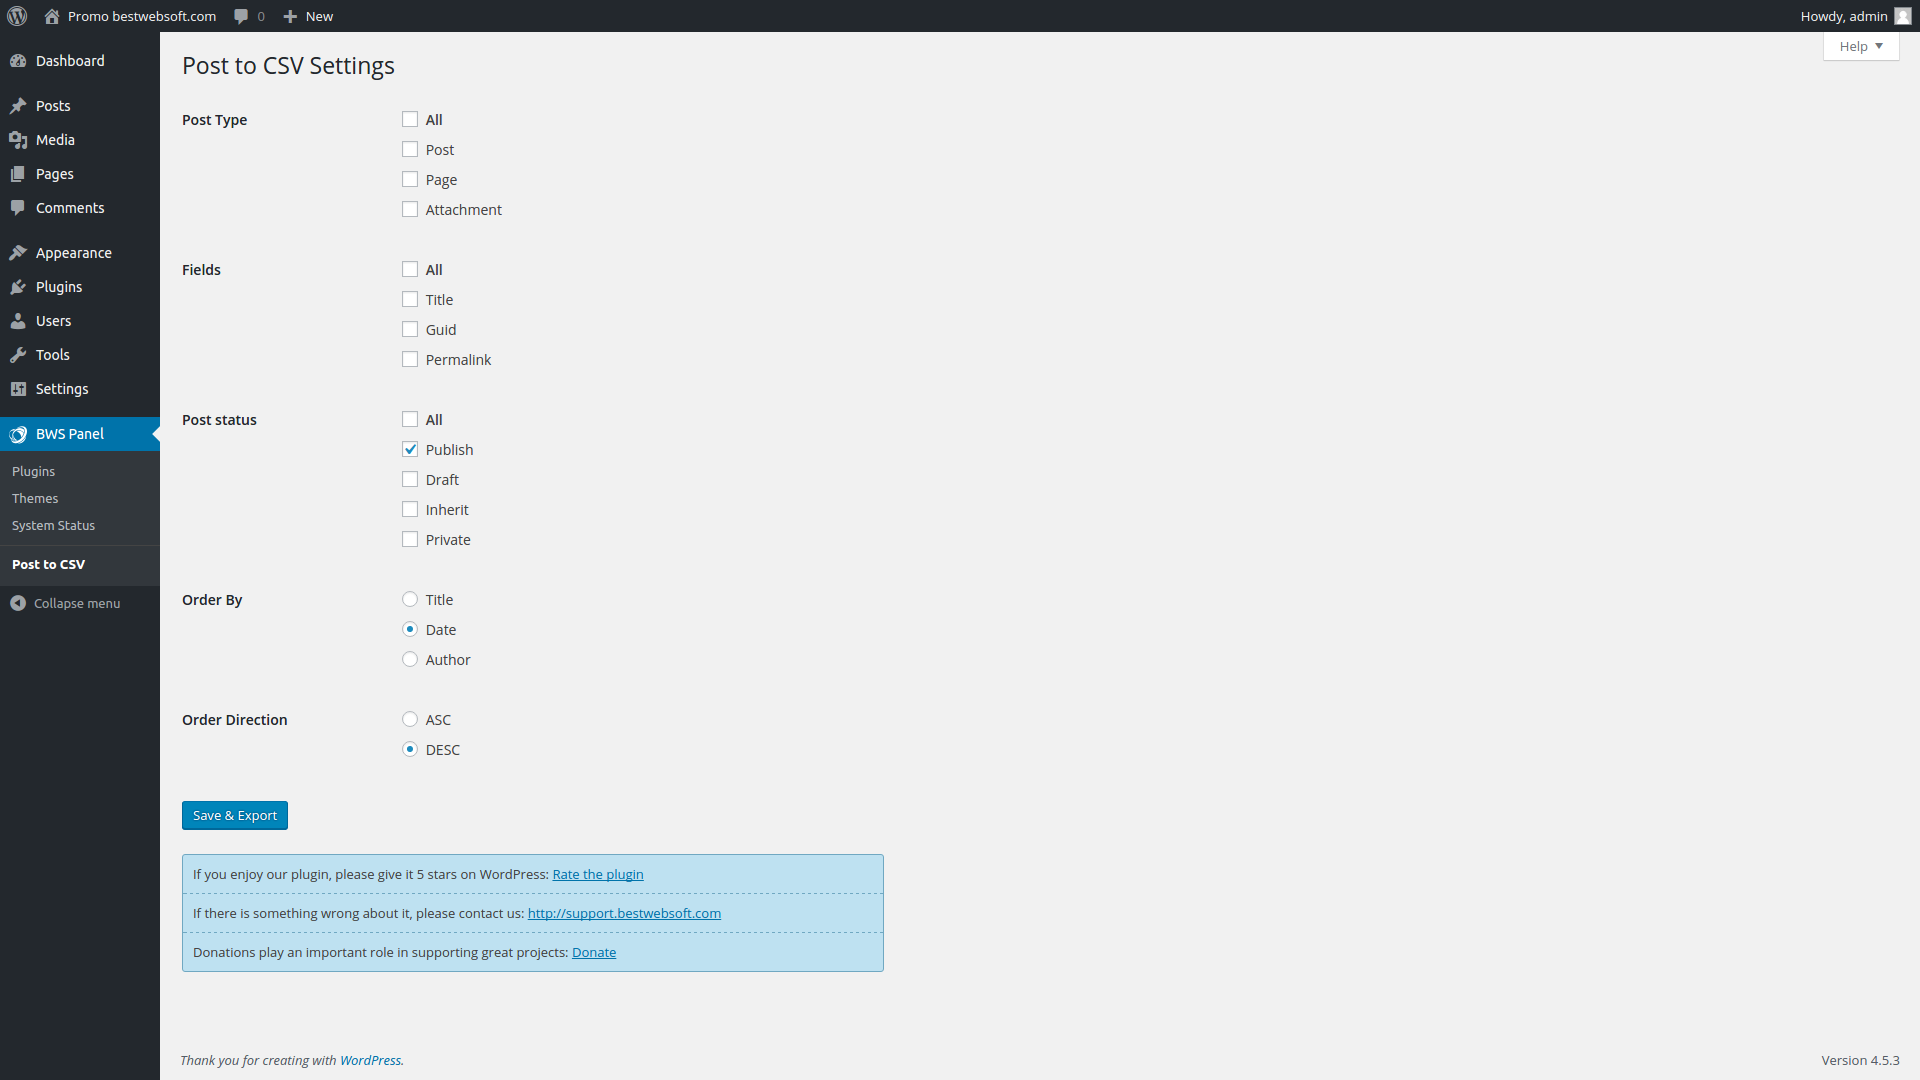 Promo bestwebsoft.com 0 New Howdy, admin
Help
Dashboard
Posts
Media
Pages
Comments
Appearance
Plugins
Users
Tools
Settings
BWS Panel
Plugins
Themes
System Status
Post to CSV
Collapse menu
Post to CSV Settings
Post Type
All
Post
Page
Attachment
Fields
All
Title
Guid
Permalink
Post status
All
Publish
Draft
Inherit
Private
Order By
Title
Date
Author
Order Direction
ASC
DESC
Save & Export
If you enjoy our plugin, please give it 5 stars on WordPress: Rate the plugin
If there is something wrong about it, please contact us: http://support.bestwebsoft.com
Donations play an important role in supporting great projects: Donate
Thank you for creating with WordPress.
Version 4.5.3